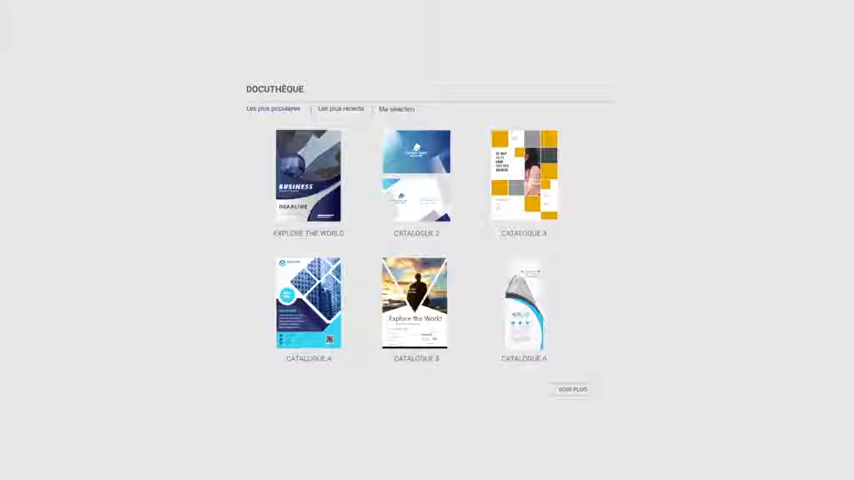 DOCUTHÈQUE
Les plus populaires | Les plus récents | Ma sélection
BUSINESS
HEADLINE
EXPLORE THE WORLD
CATALOGUE 2
CATALOGUE 3
Explore the World
CATALOGUE 4
CATALOGUE 5
CATALOGUE 6
VOIR PLUS